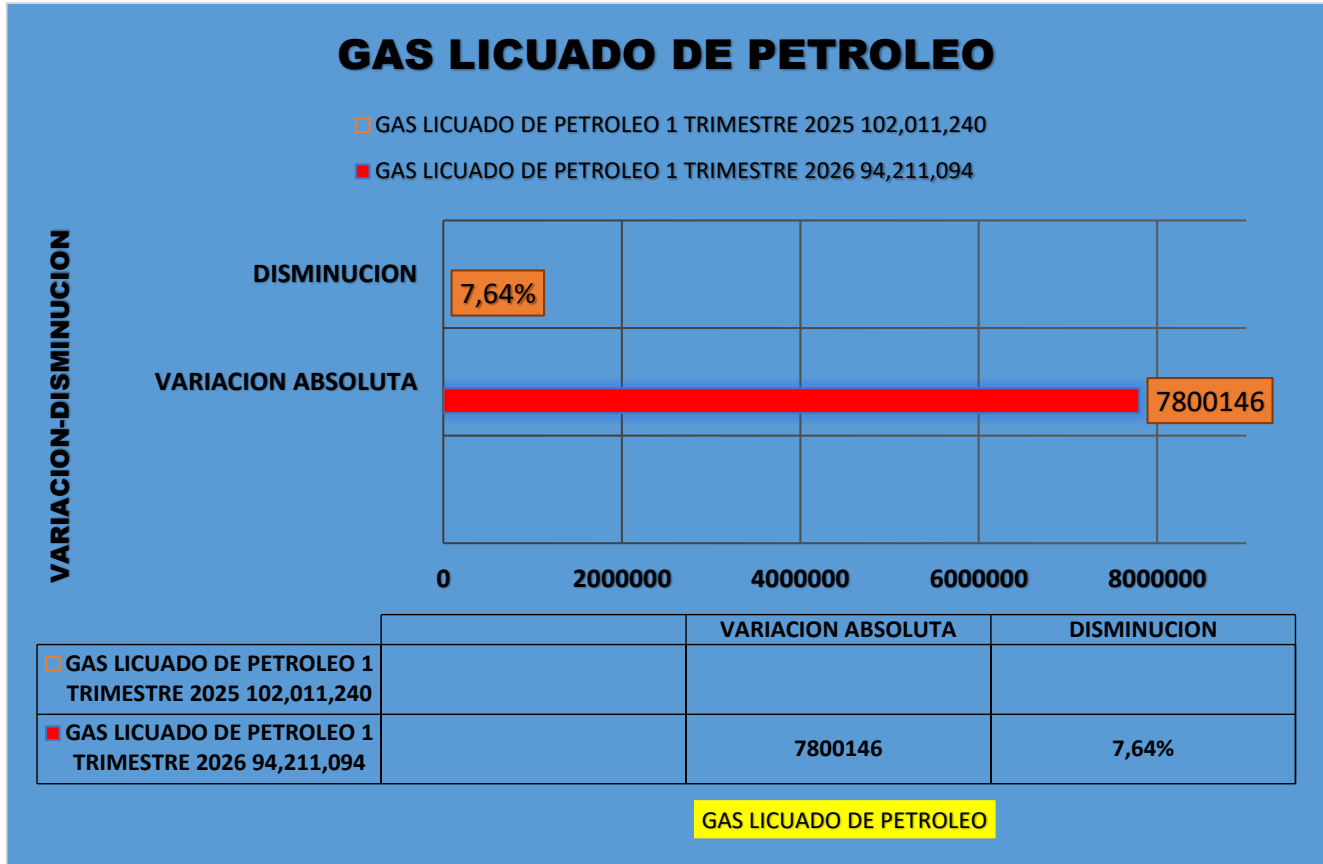 GAS LICUADO DE PETROLEO
GAS LICUADO DE PETROLEO 1 TRIMESTRE 2025 102,011,240
GAS LICUADO DE PETROLEO 1 TRIMESTRE 2026 94,211,094
VARIACION-DISMINUCION
DISMINUCION
7,64%
VARIACION ABSOLUTA
7800146
0 2000000 4000000 6000000 8000000
VARIACION ABSOLUTA DISMINUCION
GAS LICUADO DE PETROLEO 1
TRIMESTRE 2025 102,011,240
GAS LICUADO DE PETROLEO 1
TRIMESTRE 2026 94,211,094
7800146 7,64%
GAS LICUADO DE PETROLEO